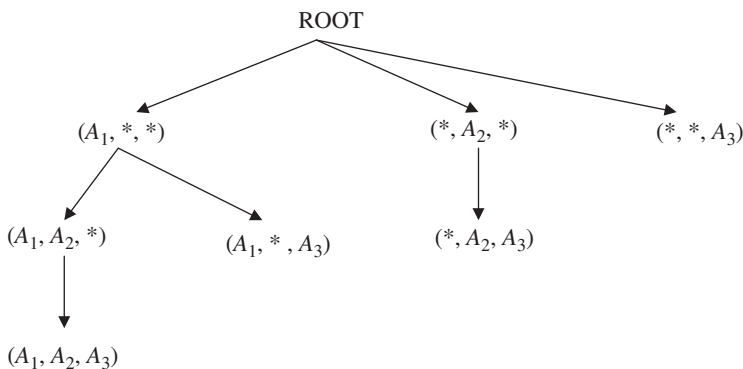 ROOT
(A₁, *, *)
(*, A₂, *)
(*, *, A₃)
(A₁, A₂, *)
(A₁, * , A₃)
(*, A₂, A₃)
(A₁, A₂, A₃)